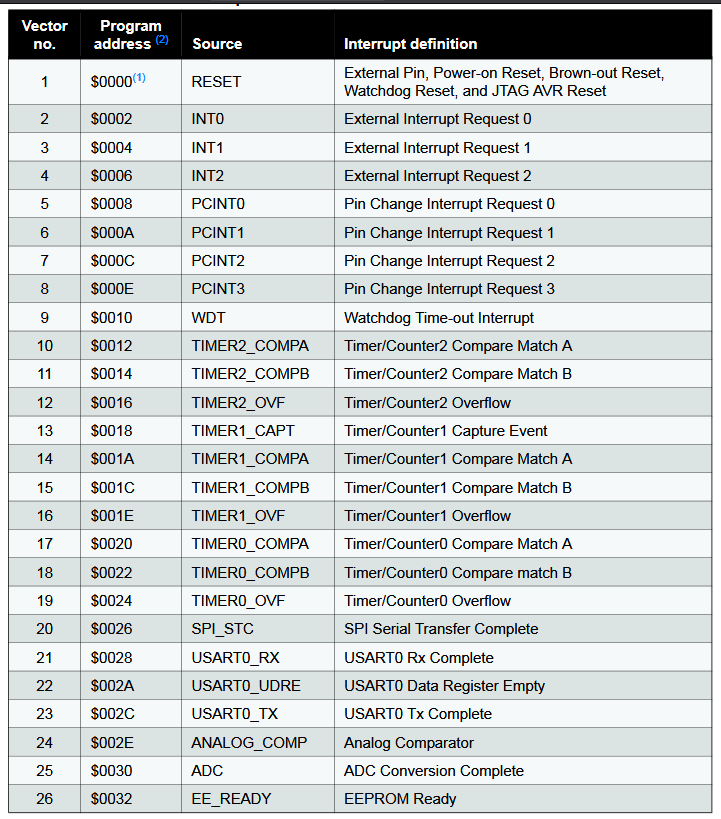 Vector no. Program address (2) Source Interrupt definition
1 $0000(1) RESET External Pin, Power-on Reset, Brown-out Reset, Watchdog Reset, and JTAG AVR Reset
2 $0002 INT0 External Interrupt Request 0
3 $0004 INT1 External Interrupt Request 1
4 $0006 INT2 External Interrupt Request 2
5 $0008 PCINT0 Pin Change Interrupt Request 0
6 $000A PCINT1 Pin Change Interrupt Request 1
7 $000C PCINT2 Pin Change Interrupt Request 2
8 $000E PCINT3 Pin Change Interrupt Request 3
9 $0010 WDT Watchdog Time-out Interrupt
10 $0012 TIMER2_COMPA Timer/Counter2 Compare Match A
11 $0014 TIMER2_COMPB Timer/Counter2 Compare Match B
12 $0016 TIMER2_OVF Timer/Counter2 Overflow
13 $0018 TIMER1_CAPT Timer/Counter1 Capture Event
14 $001A TIMER1_COMPA Timer/Counter1 Compare Match A
15 $001C TIMER1_COMPB Timer/Counter1 Compare Match B
16 $001E TIMER1_OVF Timer/Counter1 Overflow
17 $0020 TIMER0_COMPA Timer/Counter0 Compare Match A
18 $0022 TIMER0_COMPB Timer/Counter0 Compare match B
19 $0024 TIMER0_OVF Timer/Counter0 Overflow
20 $0026 SPI_STC SPI Serial Transfer Complete
21 $0028 USART0_RX USART0 Rx Complete
22 $002A USART0_UDRE USART0 Data Register Empty
23 $002C USART0_TX USART0 Tx Complete
24 $002E ANALOG_COMP Analog Comparator
25 $0030 ADC ADC Conversion Complete
26 $0032 EE_READY EEPROM Ready